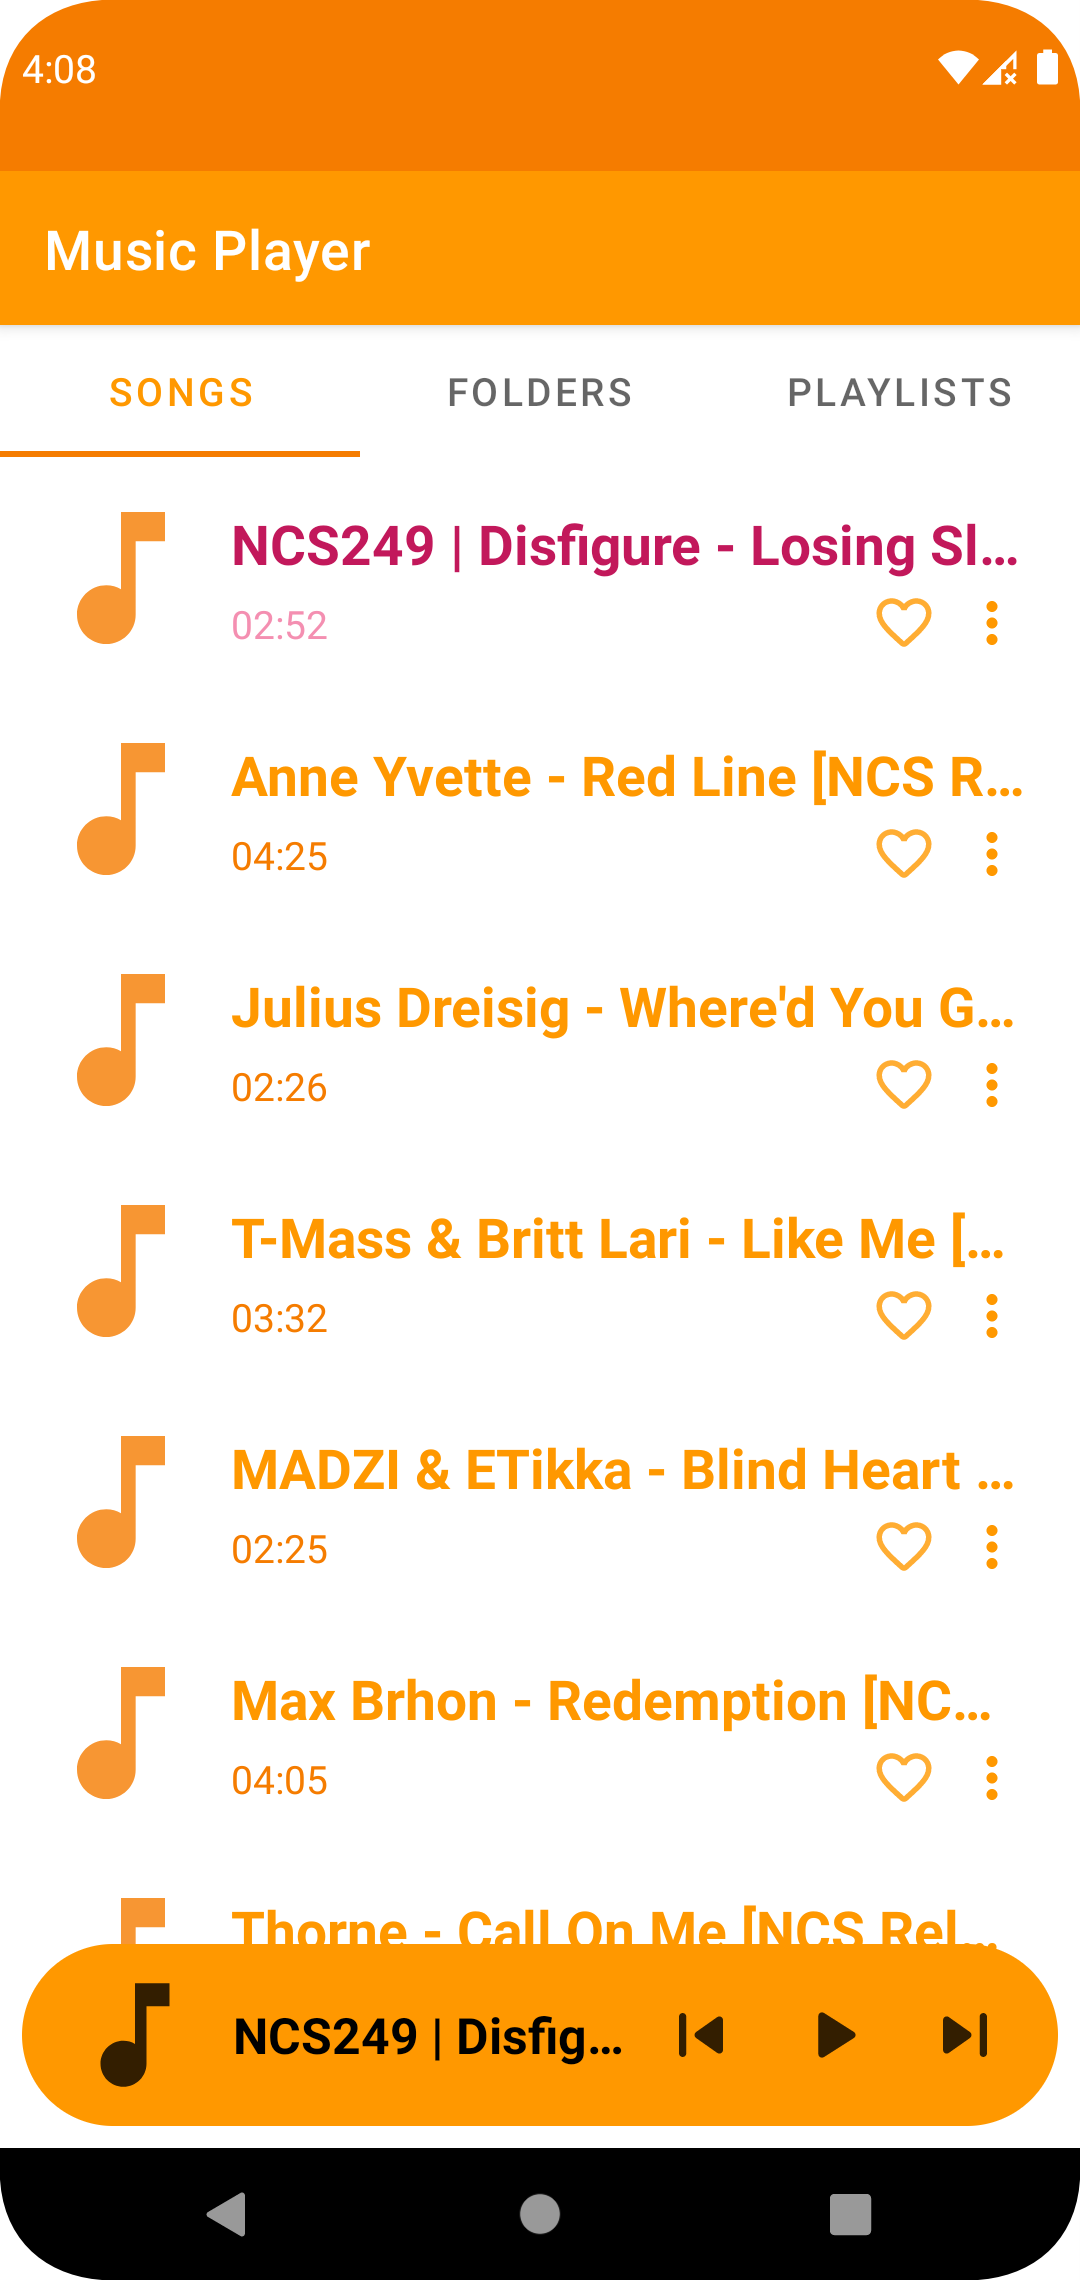 4:08
Music Player
SONGS FOLDERS PLAYLISTS
NCS249 | Disfigure - Losing Sl...
02:52
Anne Yvette - Red Line [NCS R...
04:25
Julius Dreisig - Where'd You G...
02:26
T-Mass & Britt Lari - Like Me [...
03:32
MADZI & ETikka - Blind Heart ...
02:25
Max Brhon - Redemption [NC...
04:05
Thorne - Call On Me [NCS Rel...
NCS249 | Disfig...